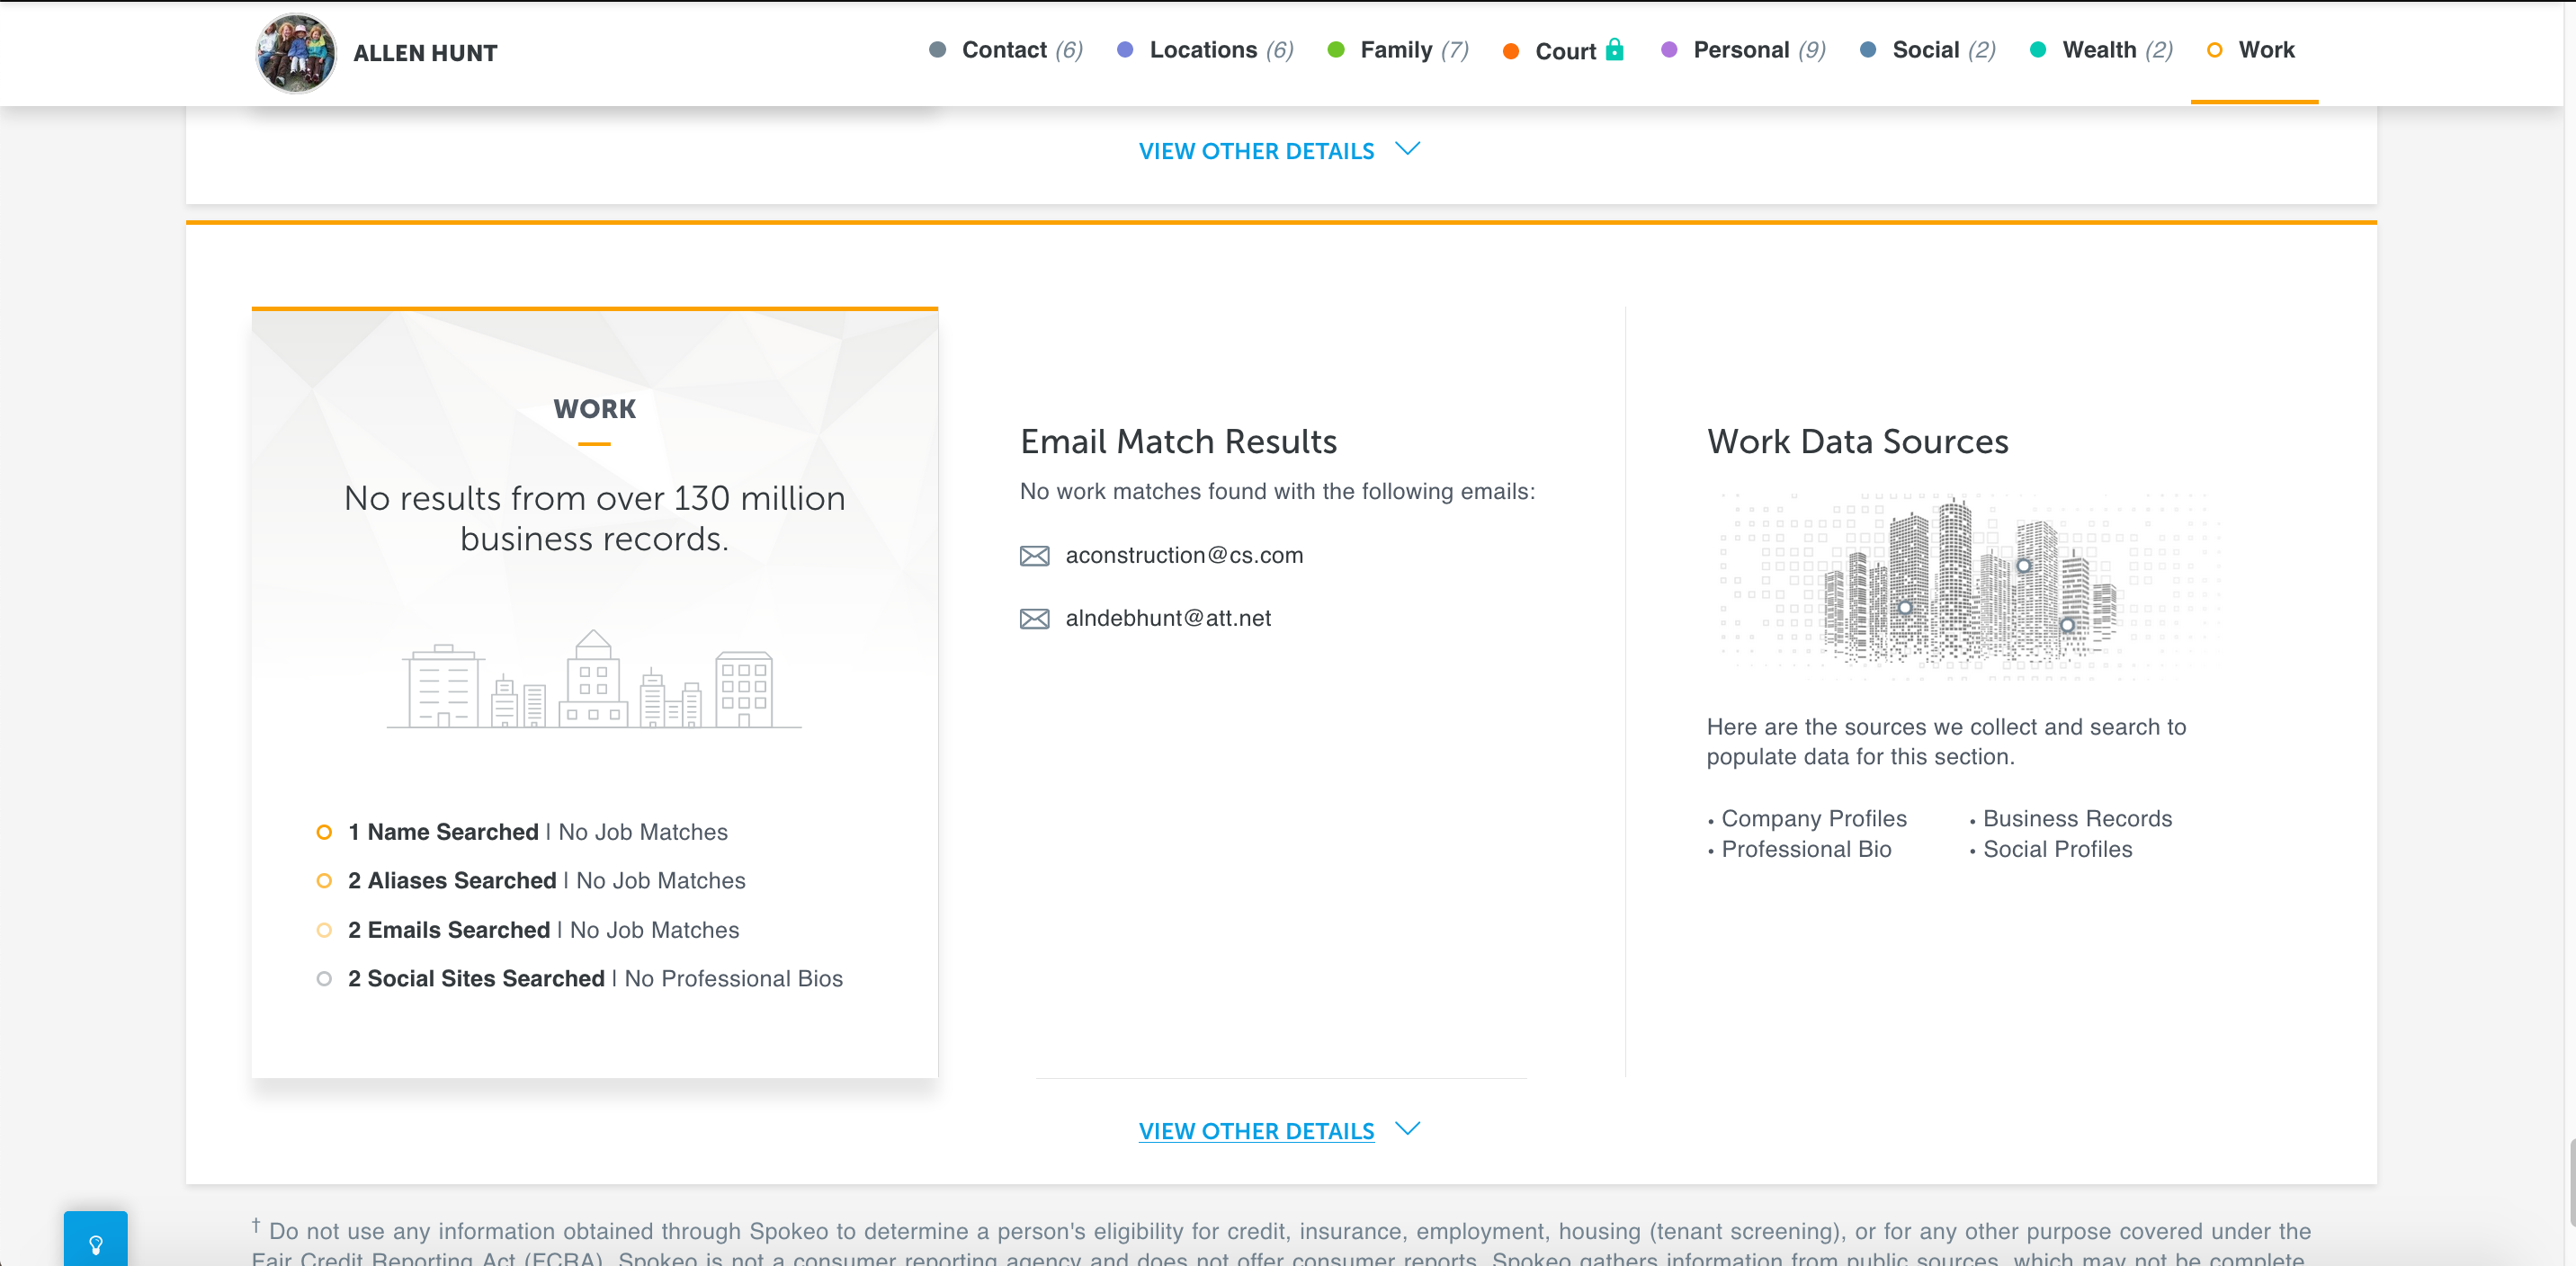 ALLEN HUNT
Contact (6) Locations (6) Family (7) Court Personal (9) Social (2) Wealth (2) Work
VIEW OTHER DETAILS
WORK
No results from over 130 million
business records.
1 Name Searched | No Job Matches
2 Aliases Searched | No Job Matches
2 Emails Searched | No Job Matches
2 Social Sites Searched | No Professional Bios
Email Match Results
No work matches found with the following emails:
aconstruction@cs.com
alndebhunt@att.net
Work Data Sources
Here are the sources we collect and search to
populate data for this section.
• Company Profiles • Business Records
• Professional Bio • Social Profiles
VIEW OTHER DETAILS
† Do not use any information obtained through Spokeo to determine a person's eligibility for credit, insurance, employment, housing (tenant screening), or for any other purpose covered under the
Fair Credit Reporting Act (FCRA). Spokeo is not a consumer reporting agency and does not offer consumer reports. Spokeo gathers information from public sources, which may not be complete,